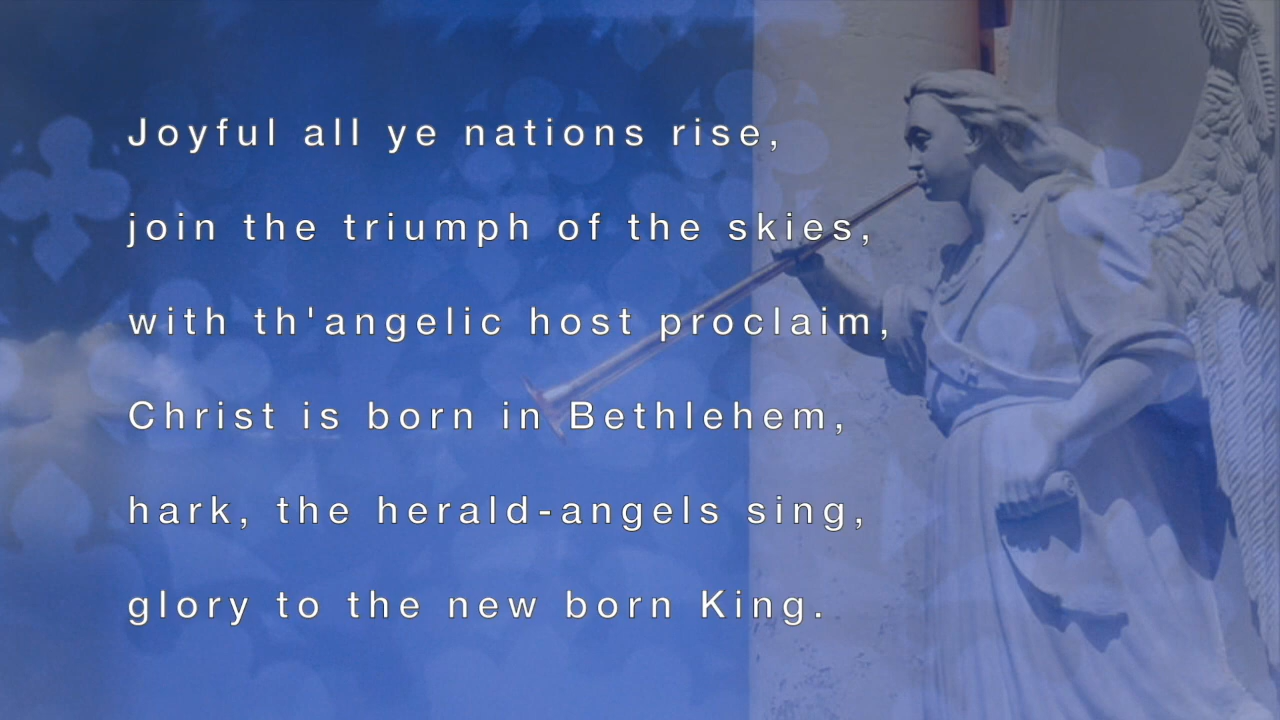 Joyful all ye nations rise,
join the triumph of the skies,
with th'angelic host proclaim,
Christ is born in Bethlehem,
hark, the herald-angels sing,
glory to the new born King.